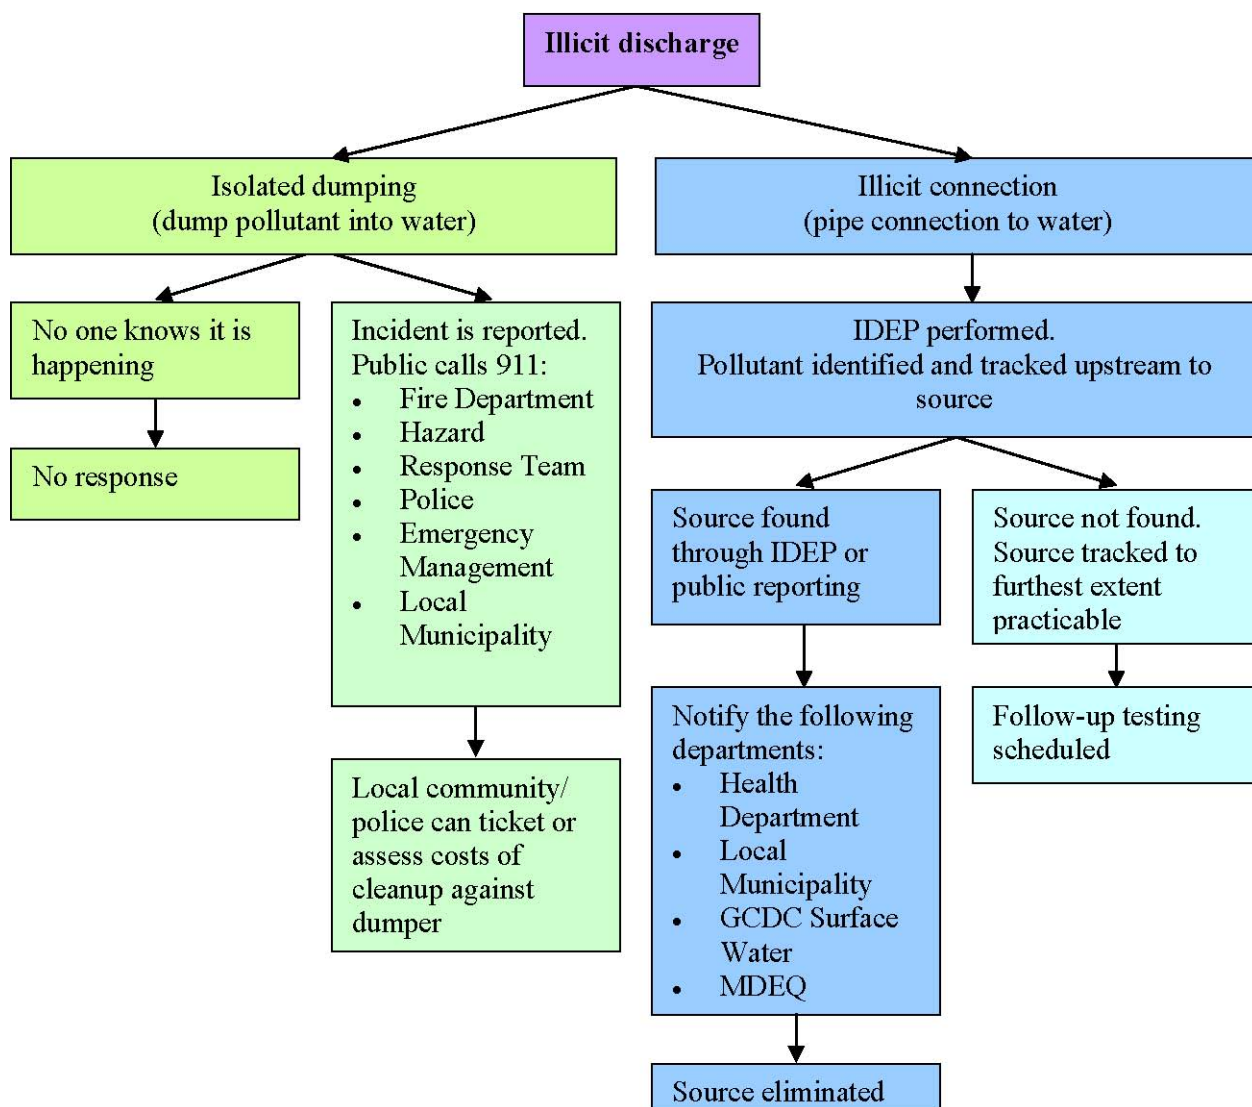 Illicit discharge
Isolated dumping
(dump pollutant into water)
Illicit connection
(pipe connection to water)
No one knows it is
happening
No response
Incident is reported.
Public calls 911:
• Fire Department
• Hazard
• Response Team
• Police
• Emergency
Management
• Local
Municipality
Local community/
police can ticket or
assess costs of
cleanup against
dumper
IDEP performed.
Pollutant identified and tracked upstream to
source
Source found
through IDEP or
public reporting
Source not found.
Source tracked to
furthest extent
practicable
Notify the following
departments:
• Health
Department
• Local
Municipality
• GCDC Surface
Water
• MDEQ
Follow-up testing
scheduled
Source eliminated